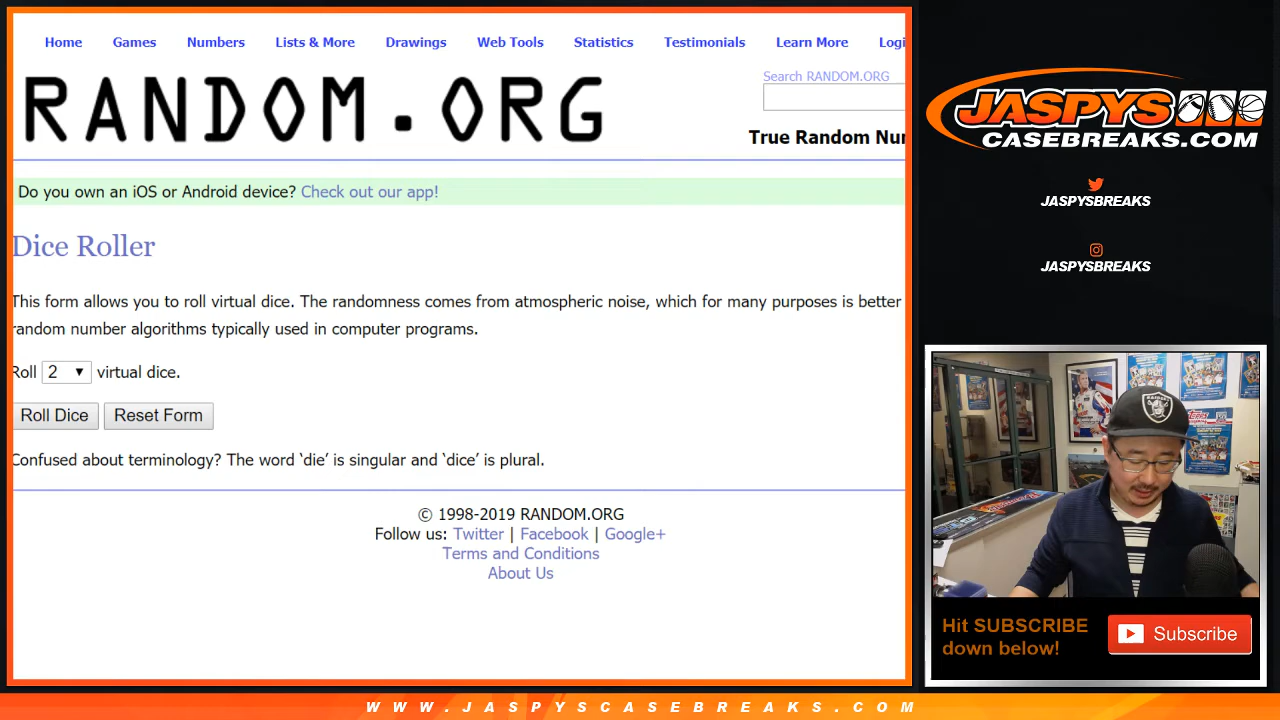 Home Games Numbers Lists & More Drawings Web Tools Statistics Testimonials Learn More Logi
RANDOM.ORG
Search RANDOM.ORG
True Random Nu
Do you own an iOS or Android device? Check out our app!
Dice Roller
This form allows you to roll virtual dice. The randomness comes from atmospheric noise, which for many purposes is better
random number algorithms typically used in computer programs.
Roll 2 virtual dice.
Roll Dice Reset Form
Confused about terminology? The word ‘die’ is singular and ‘dice’ is plural.
© 1998-2019 RANDOM.ORG
Follow us: Twitter | Facebook | Google+
Terms and Conditions
About Us
JASPYS
CASEBREAKS.COM
JASPYSBREAKS
JASPYSBREAKS
Hit SUBSCRIBE
down below!
Subscribe
WWW.JASPYSCASEBREAKS.COM